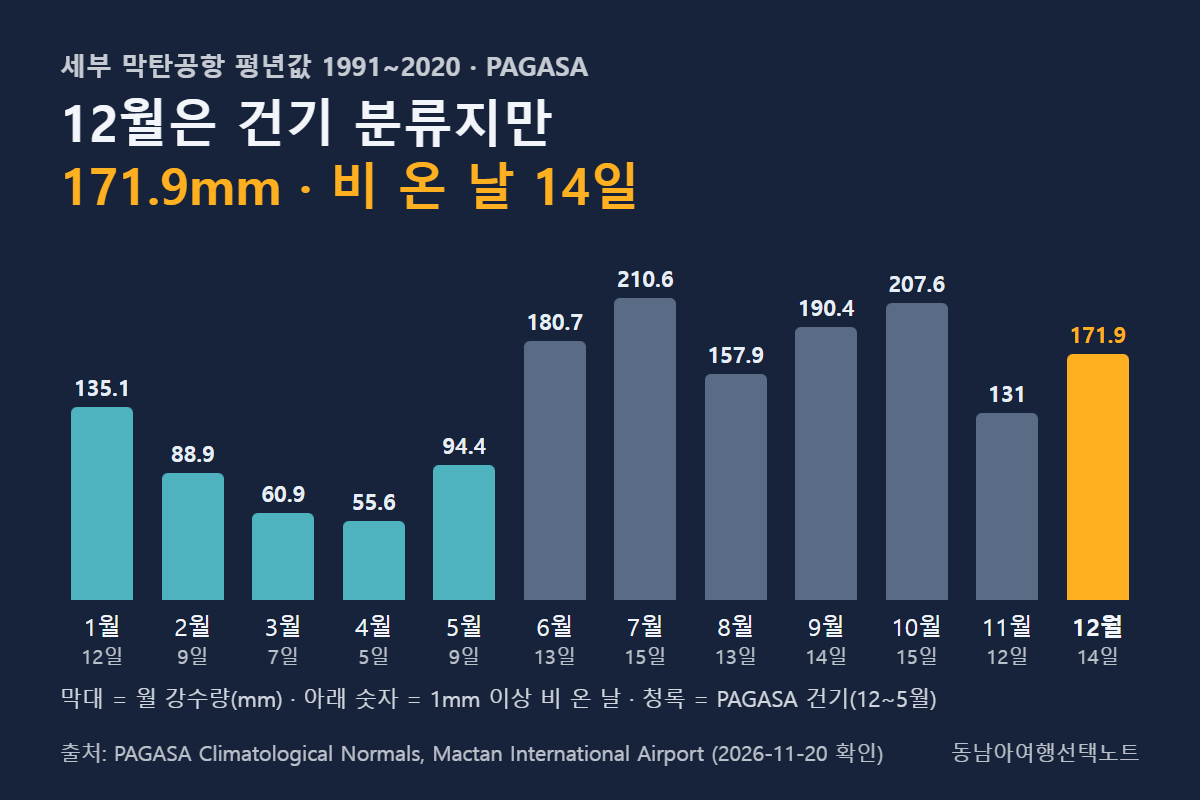 세부 막탄공항 평년값 1991~2020 · PAGASA
12월은 건기 분류지만
171.9mm · 비 온 날 14일
135.1 88.9 60.9 55.6 94.4 180.7 210.6 157.9 190.4 207.6 131 171.9
1월 2월 3월 4월 5월 6월 7월 8월 9월 10월 11월 12월
12일 9일 7일 5일 9일 13일 15일 13일 14일 15일 12일 14일
막대 = 월 강수량(mm) · 아래 숫자 = 1mm 이상 비 온 날 · 청록 = PAGASA 건기(12~5월)
출처: PAGASA Climatological Normals, Mactan International Airport (2026-11-20 확인)
동남아여행선택노트